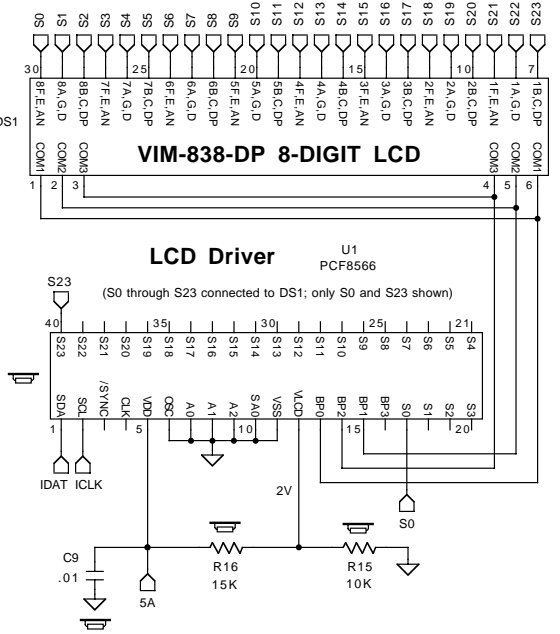 S0 S1 S2 S3 S4 S5 S6 S7 S8 S9 S10 S11 S12 S13 S14 S15 S16 S17 S18 S19 S20 S21 S22 S23
30 25 20 15 10 7
8F,E,AN 8A,G,D 8B,C,DP 7F,E,AN 7A,G,D 7B,C,DP 6F,E,AN 6A,G,D 6B,C,DP 5F,E,AN 5A,G,D 5B,C,DP 4F,E,AN 4A,G,D 4B,C,DP 3F,E,AN 3A,G,D 3B,C,DP 2F,E,AN 2A,G,D 2B,C,DP 1F,E,AN 1A,G,D 1B,C,DP
DS1
VIM-838-DP 8-DIGIT LCD
COM1 COM2 COM3 COM3 COM2 COM1
1 2 3 4 5 6
LCD Driver
U1
PCF8566
(S0 through S23 connected to DS1; only S0 and S23 shown)
S23
40 35 30 25 21
S23 S22 S21 S20 S19 S18 S17 S16 S15 S14 S13 S12 S11 S10 S9 S8 S7 S6 S5 S4
SDA SCL /SYNC CLK VDD OSC A0 A1 A2 SA0 VSS VLCD BP0 BP2 BP1 BP3 S0 S1 S2 S3
1 5 10 15 20
IDAT ICLK
2V
S0
C9
.01
5A
R16
15K
R15
10K